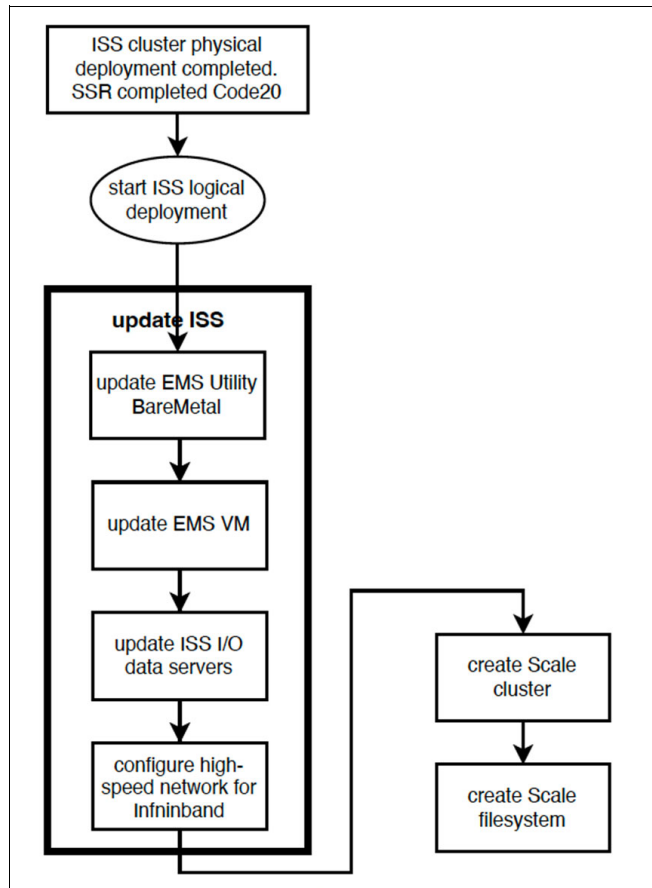 ISS cluster physical
deployment completed.
SSR completed Code20
start ISS logical
deployment
update ISS
update EMS Utility
BareMetal
update EMS VM
update ISS I/O
data servers
configure high-
speed network for
Infninband
create Scale
cluster
create Scale
filesystem